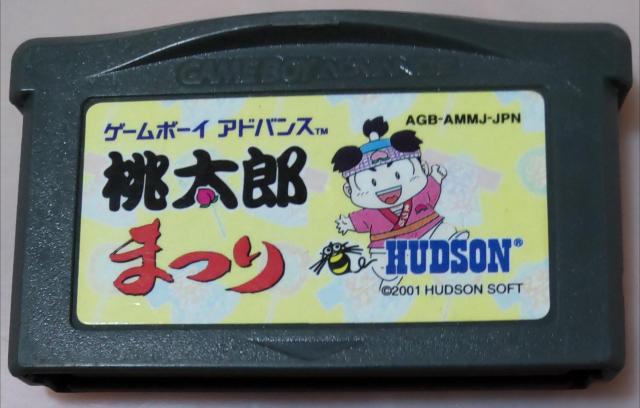 GAME BOY ADVANCE
ゲームボーイ アドバンス™
AGB-AMMJ-JPN
桃太郎
まつり
HUDSON®
©2001 HUDSON SOFT